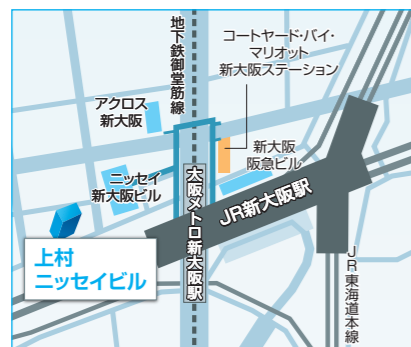 地下鉄御堂筋線
コートヤード・バイ・
マリオット
新大阪ステーション
アクロス
新大阪
新大阪
阪急ビル
ニッセイ
新大阪ビル
大阪メトロ新大阪駅
JR新大阪駅
上村
ニッセイビル
JR東海道本線